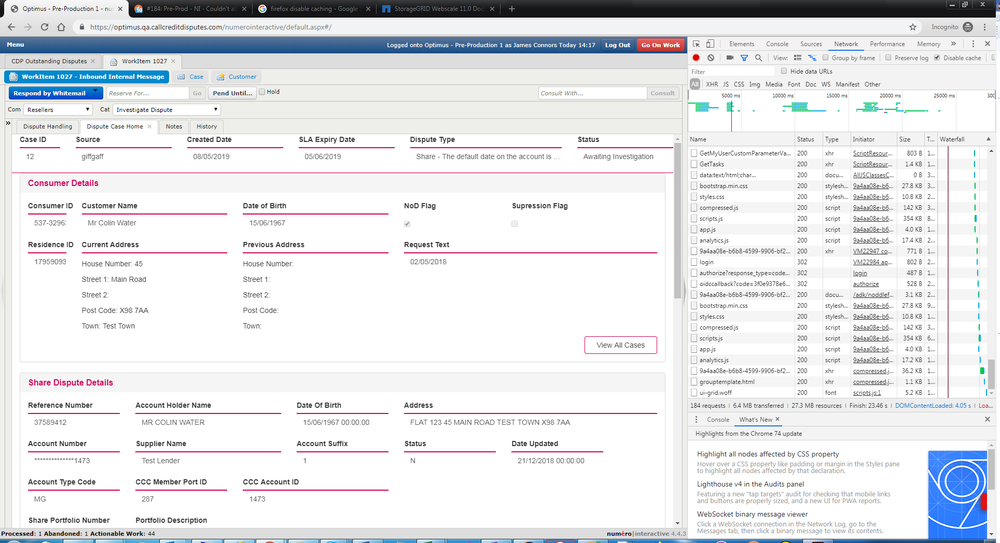 Optimus - Pre-Production 1 - nu
#184: Pre-Prod - NI - Couldn't a
firefox disable caching - Google
StorageGRID Webscale 11.0 Doc
https://optimus.qa.callcreditdisputes.com/numerointeractive/default.aspx#/
Incognito
Menu
Logged onto Optimus - Pre-Production 1 as James Connors Today 14:17
Log Out
Go On Work
CDP Outstanding Disputes
WorkItem 1027
WorkItem 1027 - Inbound Internal Message
Case
Customer
Respond by Whitemail
Reserve For...
Go
Pend Until...
Hold
Consult With...
Consult
Com
Resellers
Cat
Investigate Dispute
Dispute Handling
Dispute Case Home
Notes
History
Case ID Source Created Date SLA Expiry Date Dispute Type Status
12 giffgaff 08/05/2019 05/06/2019 Share - The default date on the account is ... Awaiting Investigation
Consumer Details
Consumer ID Customer Name Date of Birth NoD Flag Supression Flag
537-3296 Mr Colin Water 15/06/1967
Residence ID Current Address Previous Address Request Text
17959093 House Number: 45 House Number: 02/05/2018
Street 1: Main Road Street 1:
Street 2: Street 2:
Post Code: X98 7AA Post Code:
Town: Test Town Town:
View All Cases
Share Dispute Details
Reference Number Account Holder Name Date Of Birth Address
37589412 MR COLIN WATER 15/06/1967 00:00:00 FLAT 123 45 MAIN ROAD TEST TOWN X98 7AA
Account Number Supplier Name Account Suffix Status Date Updated
**************1473 Test Lender 1 N 21/12/2018 00:00:00
Account Type Code CCC Member Port ID CCC Account ID
MG 287 1473
Share Portfolio Number Portfolio Description
Processed: 1 Abandoned: 1 Actionable Work: 44
numéro|interactive 4.4.3
Elements Console Sources Network Performance Memory »
View: Group by frame Preserve log Disable cache
Filter
Hide data URLs
All XHR JS CSS Img Media Font Doc WS Manifest Other
5000 ms 10000 ms 15000 ms 20000 ms 25000 ms 300
Name Status Type Initiator Size T... Waterfall
GetMyUserCustomParameterVa... 200 xhr ScriptResour... 803 B 1...
GetTasks 200 xhr ScriptResour... 1.4 KB 1...
data:text/html;char... 200 docu... AllJSClassesC... 0 B 3...
bootstrap.min.css 200 stylesh... 9a4aa08e-b6... 27.8 KB 3...
styles.css 200 stylesh... 9a4aa08e-b6... 10.8 KB 2...
compressed.js 200 script 9a4aa08e-b6... 142 KB 3...
scripts.js 200 script 9a4aa08e-b6... 354 KB 8...
app.js 200 script 9a4aa08e-b6... 4.0 KB 1...
analytics.js 200 script 9a4aa08e-b6... 17.4 KB 2...
9a4aa08e-b6b8-4599-9906-bf2... 200 xhr VM22947 co... 771 B 1...
login 302 VM22984 ap... 802 B 2...
authorize?response_type=code... 302 login 487 B 1...
oidccallback?code=3f0e9378e6... 302 authorize 528 B 2...
9a4aa08e-b6b8-4599-9906-bf2... 200 docu... /adk/noddlef... 3.1 KB 2...
bootstrap.min.css 200 stylesh... 9a4aa08e-b6... 27.8 KB 9...
styles.css 200 stylesh... 9a4aa08e-b6... 10.8 KB 1...
compressed.js 200 script 9a4aa08e-b6... 142 KB 3...
scripts.js 200 script 9a4aa08e-b6... 354 KB 6...
app.js 200 script 9a4aa08e-b6... 4.0 KB 1...
analytics.js 200 script 9a4aa08e-b6... 17.2 KB 1...
9a4aa08e-b6b8-4599-9906-bf2... 200 xhr compressed.j... 36.2 KB 1...
grouptemplate.html 200 xhr compressed.j... 1.1 KB 1...
ui-grid.woff 200 font scripts.js:1 5.2 KB 1...
184 requests | 6.4 MB transferred | 27.3 MB resources | Finish: 23.46 s | DOMContentLoaded: 4.05 s | Loa...
Console What's New
Highlights from the Chrome 74 update
Highlight all nodes affected by CSS property
Hover over a CSS property like padding or margin in the Styles pane
to highlight all nodes affected by that declaration.
Lighthouse v4 in the Audits panel
Featuring a new "tap targets" audit for checking that mobile links
and buttons are properly sized, and a new UI for PWA reports.
WebSocket binary message viewer
Click a WebSocket connection in the Network Log, go to the
Messages tab, then click a binary message to view its contents.